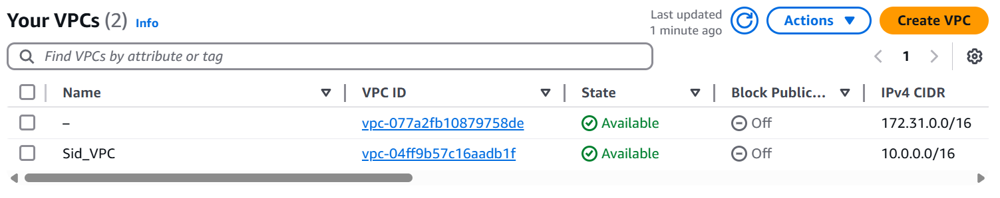 Your VPCs (2) Info
Last updated
1 minute ago
Actions
Create VPC
Find VPCs by attribute or tag
1
Name VPC ID State Block Public... IPv4 CIDR
– vpc-077a2fb10879758de Available Off 172.31.0.0/16
Sid_VPC vpc-04ff9b57c16aadb1f Available Off 10.0.0.0/16